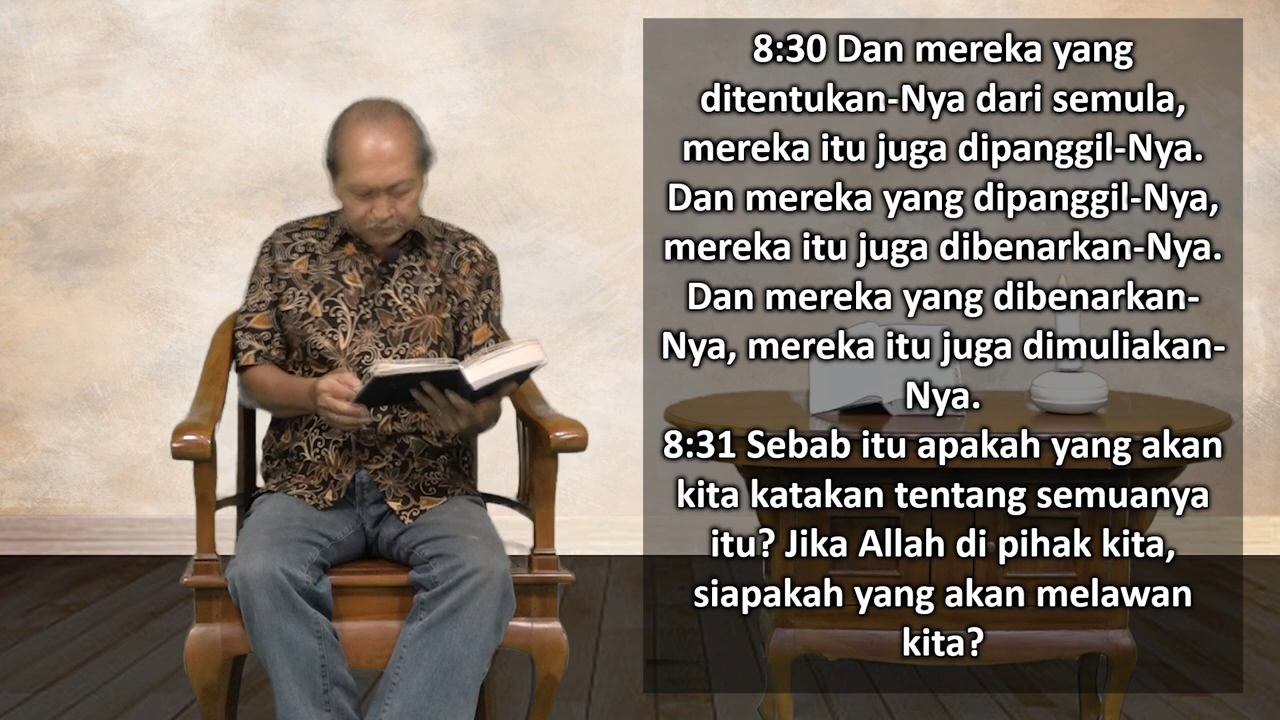 8:30 Dan mereka yang
ditentukan-Nya dari semula,
mereka itu juga dipanggil-Nya.
Dan mereka yang dipanggil-Nya,
mereka itu juga dibenarkan-Nya.
Dan mereka yang dibenarkan-
Nya, mereka itu juga dimuliakan-
Nya.
8:31 Sebab itu apakah yang akan
kita katakan tentang semuanya
itu? Jika Allah di pihak kita,
siapakah yang akan melawan
kita?